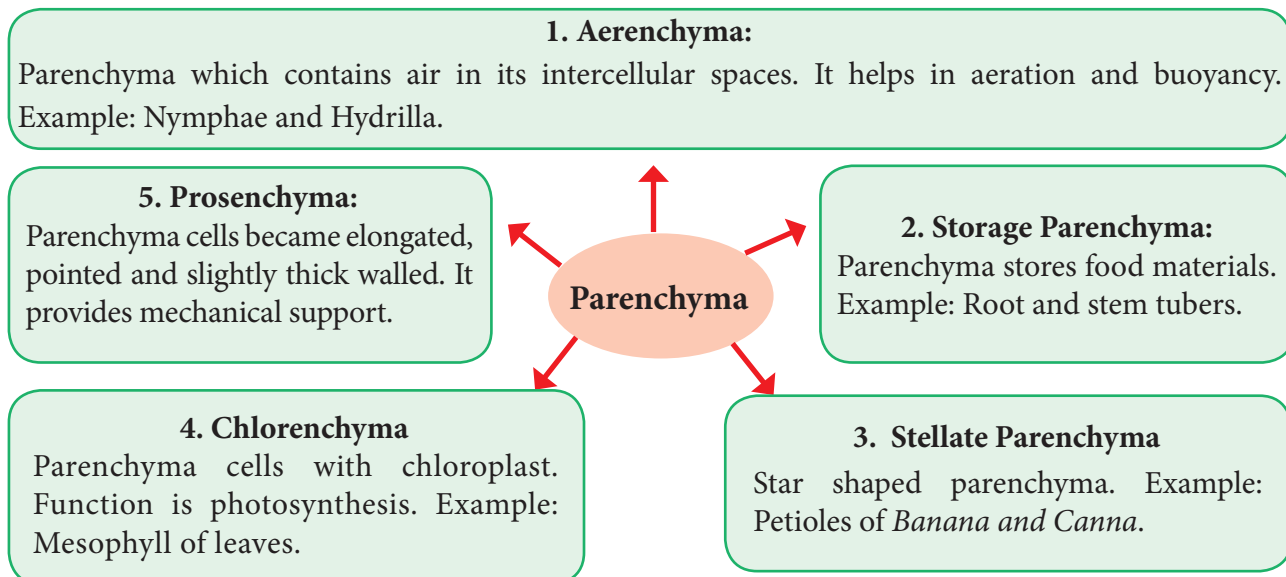 1. Aerenchyma:
Parenchyma which contains air in its intercellular spaces. It helps in aeration and buoyancy.
Example: Nymphae and Hydrilla.
5. Prosenchyma:
Parenchyma cells became elongated,
pointed and slightly thick walled. It
provides mechanical support.
Parenchyma
2. Storage Parenchyma:
Parenchyma stores food materials.
Example: Root and stem tubers.
4. Chlorenchyma
Parenchyma cells with chloroplast.
Function is photosynthesis. Example:
Mesophyll of leaves.
3. Stellate Parenchyma
Star shaped parenchyma. Example:
Petioles of Banana and Canna.